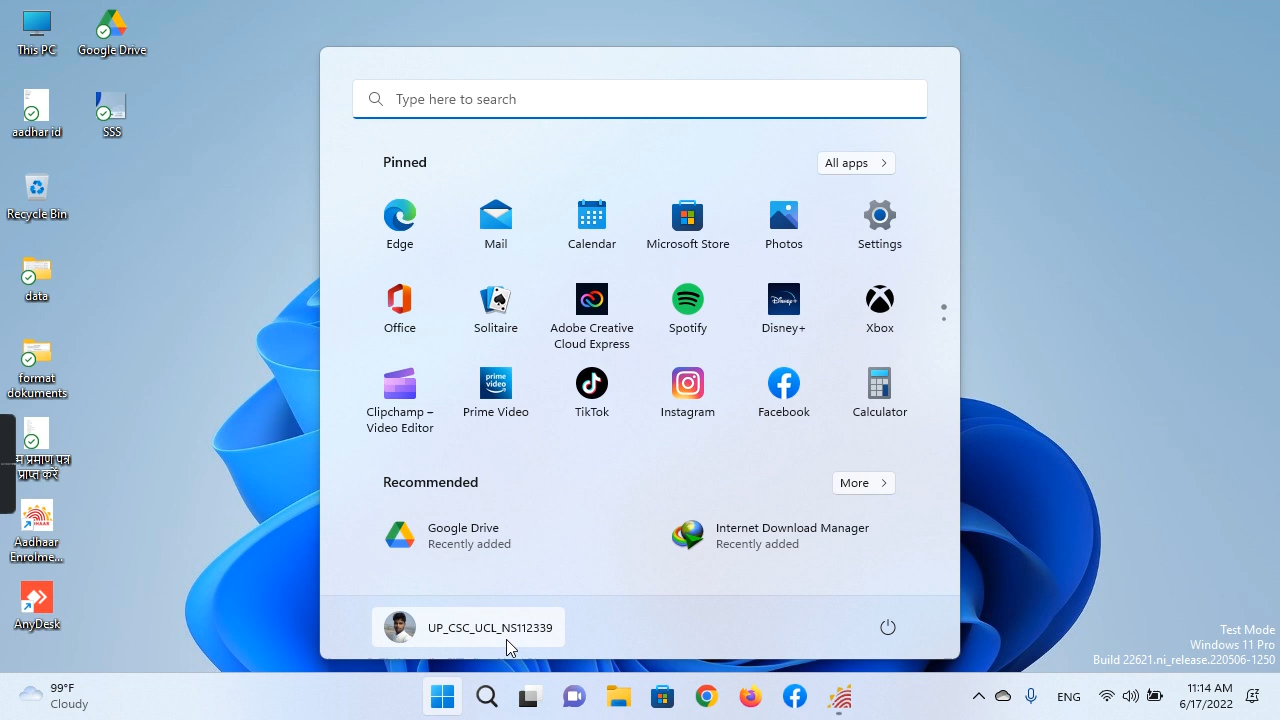 This PC
Google Drive
aadhar id
SSS
Recycle Bin
data
format
dokuments
प्रमाण पत्र
प्राप्त करें
Aadhaar
Enrolme...
AnyDesk
Type here to search
Pinned
All apps
Edge
Mail
Calendar
Microsoft Store
Photos
Settings
Office
Solitaire
Adobe Creative
Cloud Express
Spotify
Disney+
Xbox
Clipchamp –
Video Editor
Prime Video
TikTok
Instagram
Facebook
Calculator
Recommended
More
Google Drive
Recently added
Internet Download Manager
Recently added
UP_CSC_UCL_NS112339
Test Mode
Windows 11 Pro
Build 22621.ni_release.220506-1250
99°F
Cloudy
ENG
11:14 AM
6/17/2022